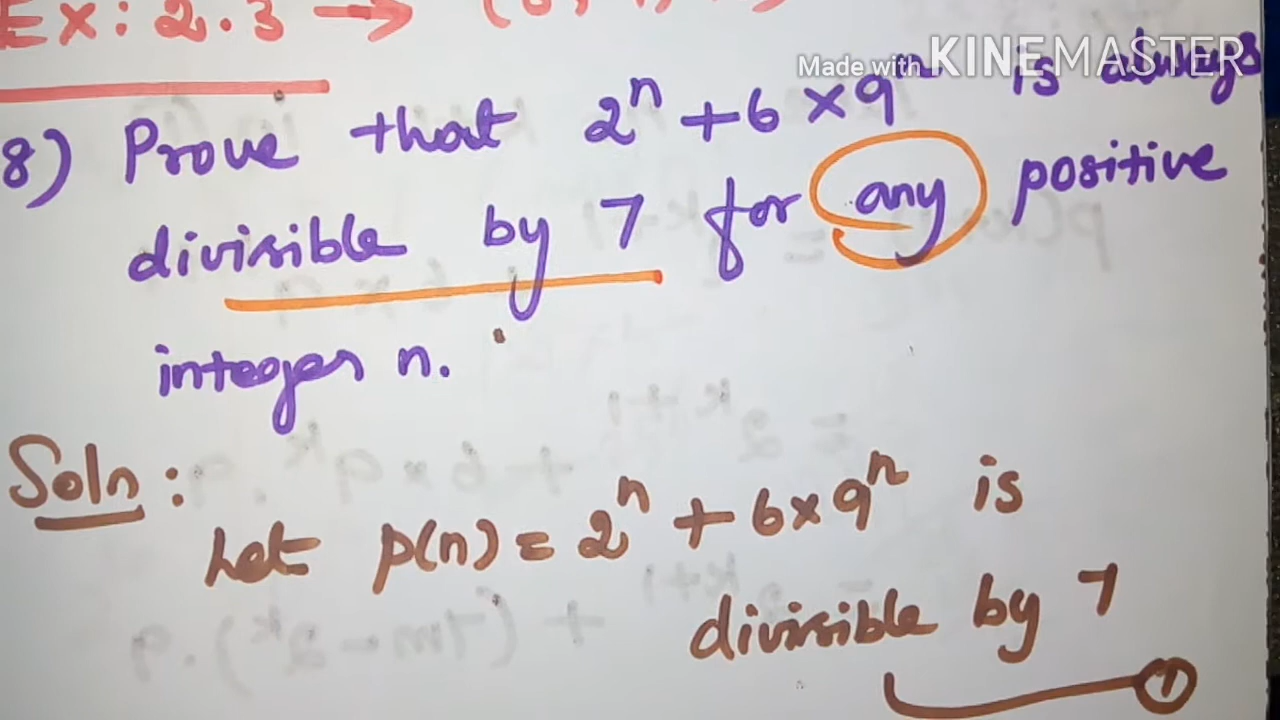 Ex: 2.3 →
Made with KINEMASTER
8) Prove that 2ⁿ + 6 × 9ⁿ is always
divisible by 7 for any positive
integer n.
Soln :
Let p(n) = 2ⁿ + 6 × 9ⁿ is
divisible by 7
①